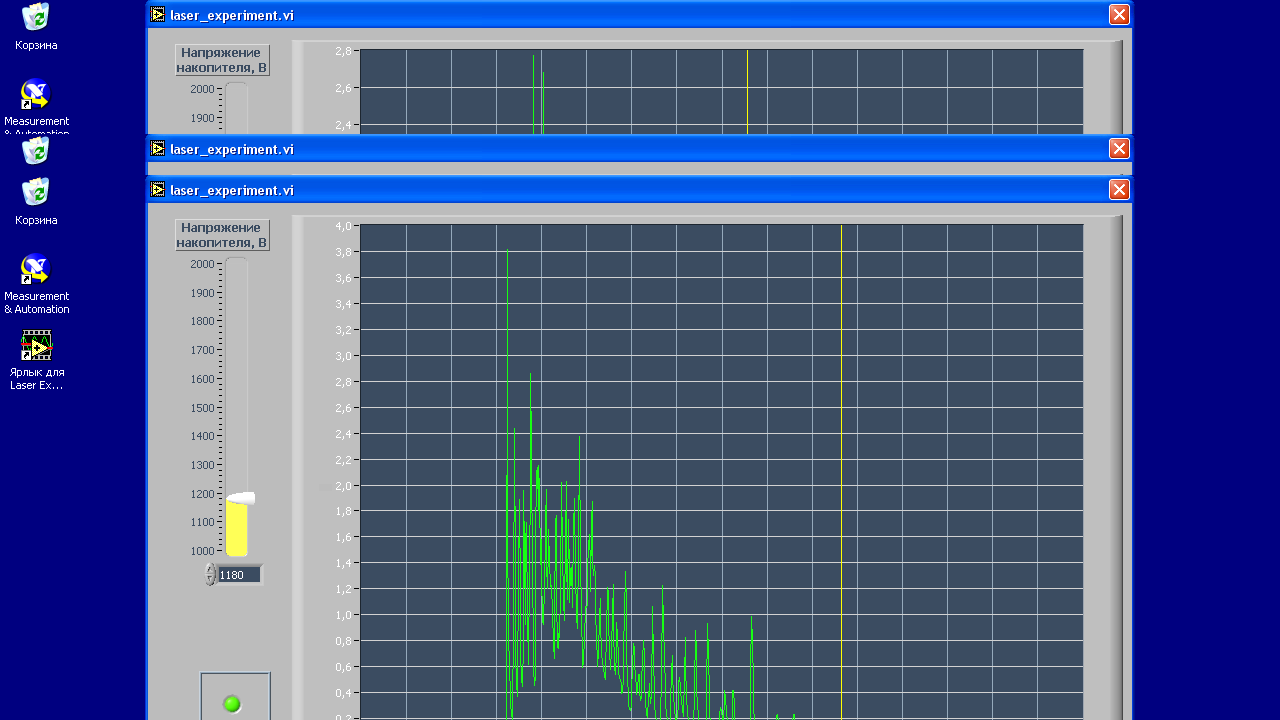 laser_experiment.vi
Корзина
Напряжение
накопителя, В
2,8
2000
2,6
1900
2,4
Measurement
& Automation
laser_experiment.vi
laser_experiment.vi
Корзина
Напряжение
накопителя, В
4,0
3,8
3,6
3,4
3,2
3,0
2,8
2,6
2,4
2,2
2,0
1,8
1,6
1,4
1,2
1,0
0,8
0,6
0,4
0,2
2000
1900
1800
1700
1600
1500
1400
1300
1200
1100
1000
1180
Measurement
& Automation
Ярлык для
Laser Ex...